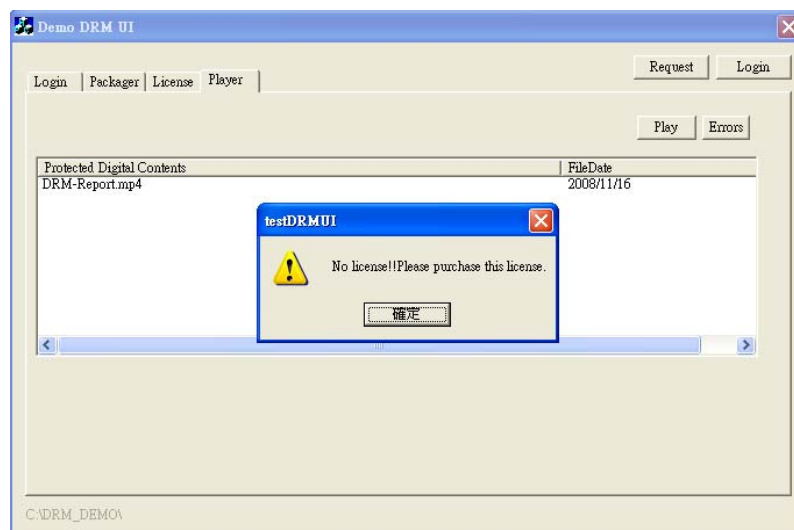 Demo DRM UI
Request Login
Login Packager License Player
Play Errors
Protected Digital Contents FileDate
DRM-Report.mp4 2008/11/16
testDRMUI
No license!!Please purchase this license.
確定
C:\DRM_DEMO\